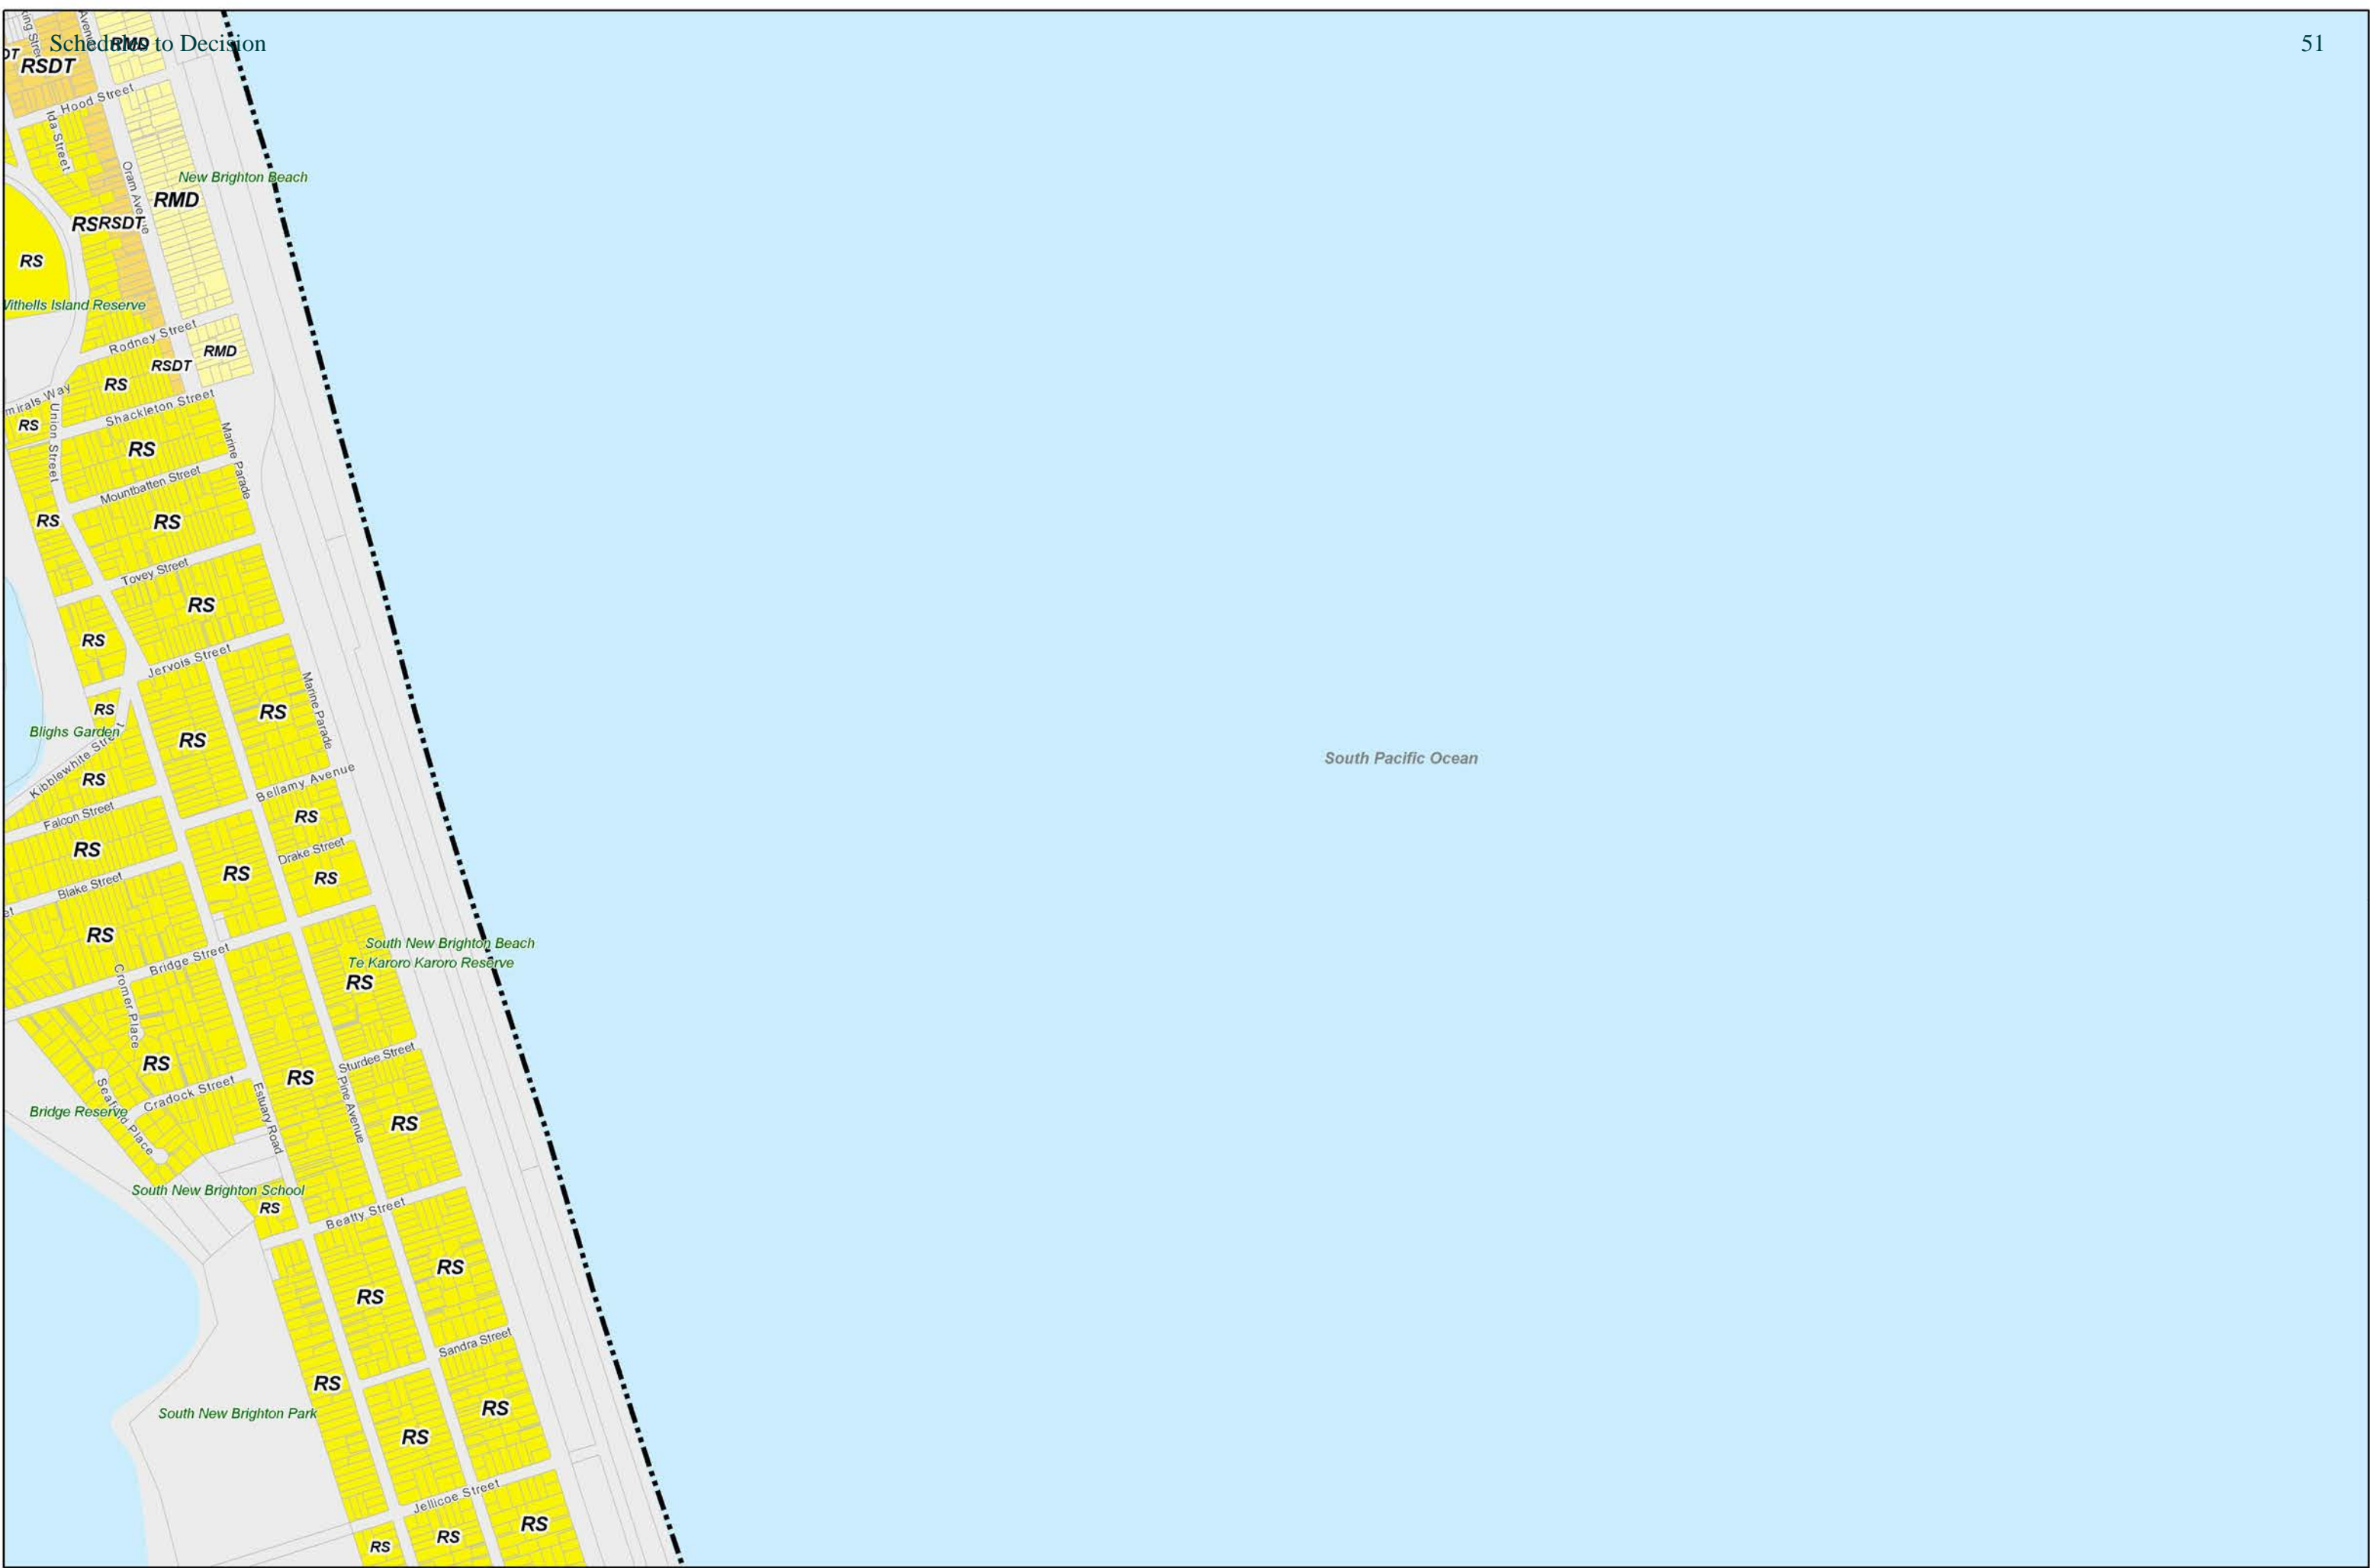 Schedules to Decision
51
RMD
RSDT
DT
Hood Street
Ida Street
Oram Avenue
New Brighton Beach
RMD
RS
RSDT
RS
Withells Island Reserve
Rodney Street
RMD
RSDT
RS
Shackleton Street
Union Street
RS
Marine Parade
RS
Mountbatten Street
RS
RS
Tovey Street
RS
RS
Jervois Street
Marine Parade
RS
RS
Blighs Garden
RS
Kibblewhite Street
South Pacific Ocean
RS
Bellamy Avenue
Falcon Street
RS
Drake Street
RS
RS
RS
Blake Street
RS
South New Brighton Beach
Bridge Street
Te Karoro Karoro Reserve
RS
Cromer Place
RS
Sturdee Street
RS
Pine Avenue
Cradock Street
Seafield Place
Estuary Road
Bridge Reserve
RS
South New Brighton School
RS
Beatty Street
RS
RS
Sandra Street
RS
RS
South New Brighton Park
RS
Jellicoe Street
RS
RS
RS